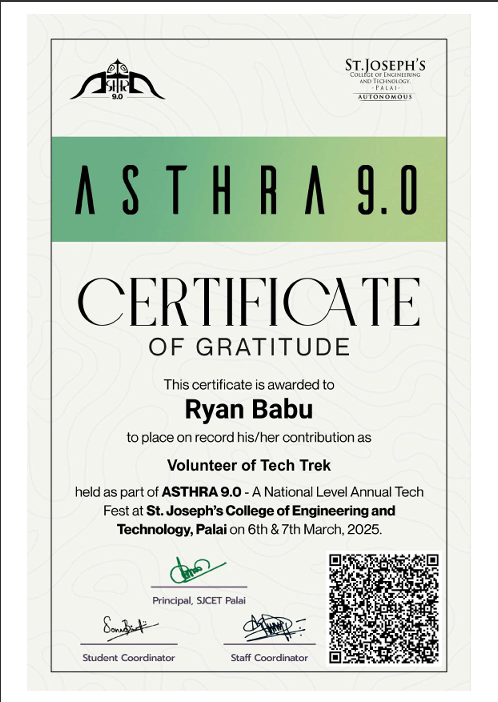 ASTHRA
9.0
ST.JOSEPH'S
COLLEGE OF ENGINEERING
AND TECHNOLOGY
- PALAI -
AUTONOMOUS
ASTHRA 9.0
CERTIFICATE
OF GRATITUDE
This certificate is awarded to
Ryan Babu
to place on record his/her contribution as
Volunteer of Tech Trek
held as part of ASTHRA 9.0 - A National Level Annual Tech
Fest at St. Joseph's College of Engineering and
Technology, Palai on 6th & 7th March, 2025.
Principal, SJCET Palai
Student Coordinator
Staff Coordinator